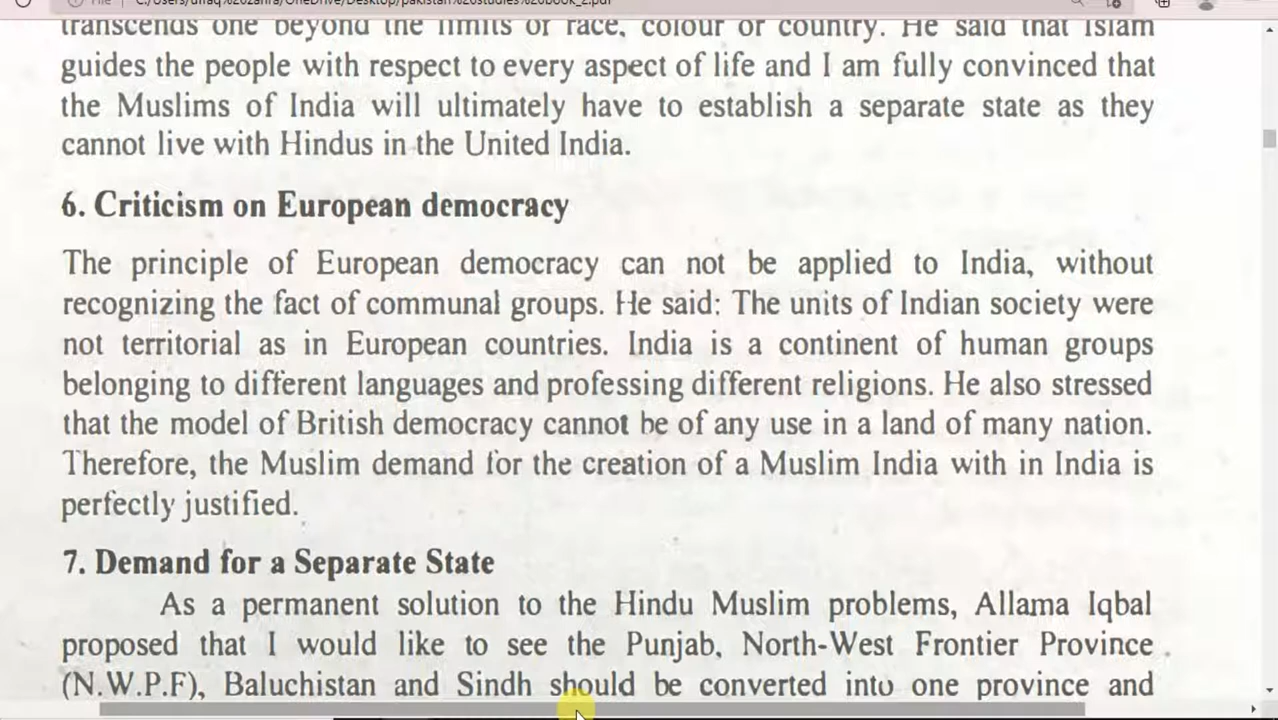 C:/Users/affaq%20zahra/OneDrive/Desktop/pakistan%20studies%20book_2.pdf
transcends one beyond the limits of race, colour or country. He said that Islam
guides the people with respect to every aspect of life and I am fully convinced that
the Muslims of India will ultimately have to establish a separate state as they
cannot live with Hindus in the United India.
6. Criticism on European democracy
The principle of European democracy can not be applied to India, without
recognizing the fact of communal groups. He said: The units of Indian society were
not territorial as in European countries. India is a continent of human groups
belonging to different languages and professing different religions. He also stressed
that the model of British democracy cannot be of any use in a land of many nation.
Therefore, the Muslim demand for the creation of a Muslim India with in India is
perfectly justified.
7. Demand for a Separate State
As a permanent solution to the Hindu Muslim problems, Allama Iqbal
proposed that I would like to see the Punjab, North-West Frontier Province
(N.W.P.F), Baluchistan and Sindh should be converted into one province and